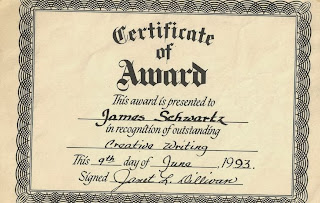 Certificate
of
Award
This award is presented to
James Schwartz
in recognition of outstanding
Creative Writing
This 9th day of June 1993.
Signed Janet L. Dillivan